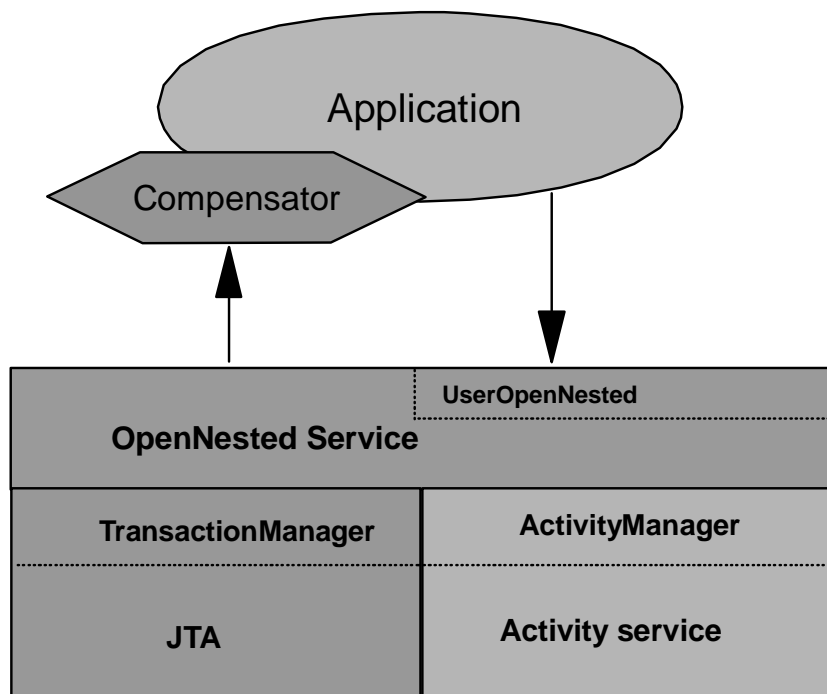 Application
Compensator
UserOpenNested
OpenNested Service
TransactionManager
ActivityManager
JTA
Activity service